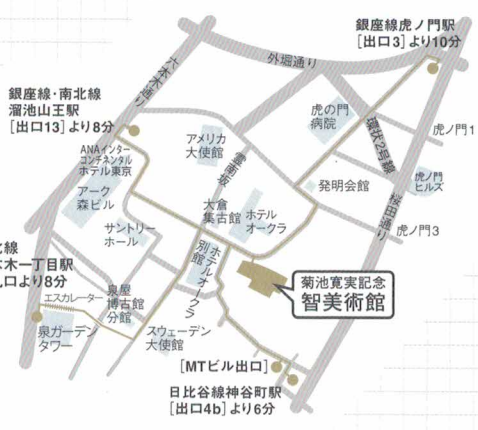 銀座線虎ノ門駅
[出口3]より10分
外堀通り
六本木通り
銀座線・南北線
溜池山王駅
[出口13]より8分
虎の門
病院
環状2号線
虎ノ門1
アメリカ
大使館
霊南坂
ANAインター
コンチネンタル
ホテル東京
発明会館
虎ノ門
ヒルズ
アーク
森ビル
大倉
集古館
ホテル
オークラ
桜田通り
サントリー
ホール
虎ノ門3
ホテルオークラ
別館
菊池寛実記念
智美術館
北線
木一丁目駅
口より8分
エスカレーター
泉屋
博古館
分館
泉ガーデン
タワー
スウェーデン
大使館
[MTビル出口]
日比谷線神谷町駅
[出口4b]より6分